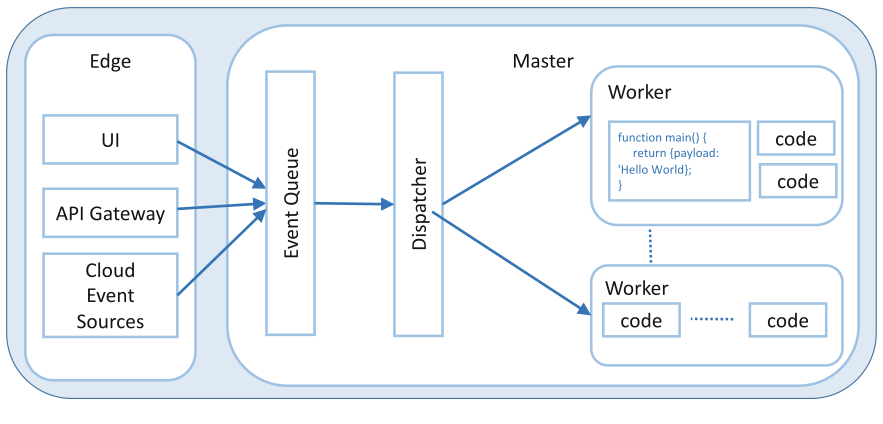 Edge
UI
API Gateway
Cloud
Event
Sources
Master
Event Queue
Dispatcher
Worker
function main() {
return {payload:
'Hello World};
}
code
code
Worker
code
code